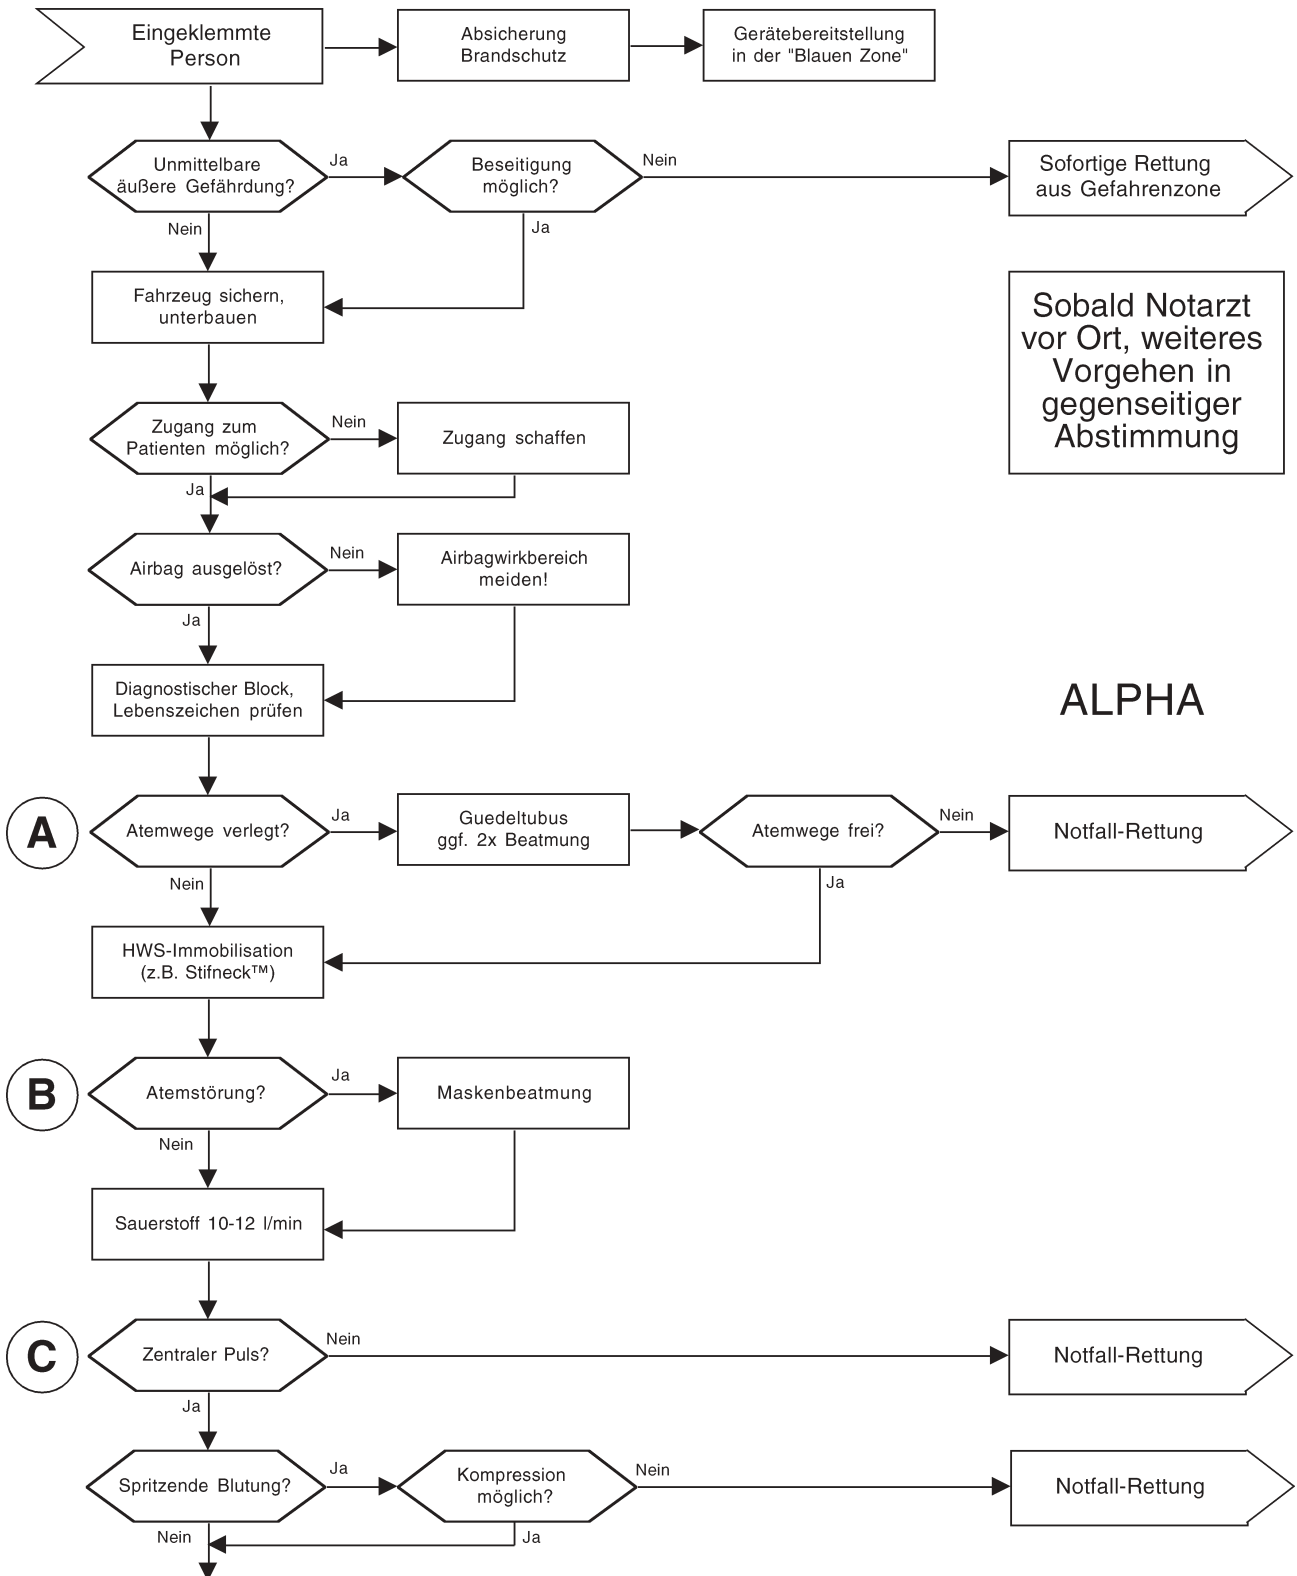 Eingeklemmte
Person
Absicherung
Brandschutz
Gerätebereitstellung
in der "Blauen Zone"
Unmittelbare
äußere Gefährdung?
Ja
Beseitigung
möglich?
Nein
Sofortige Rettung
aus Gefahrenzone
Nein
Ja
Fahrzeug sichern,
unterbauen
Sobald Notarzt
vor Ort, weiteres
Vorgehen in
gegenseitiger
Abstimmung
Zugang zum
Patienten möglich?
Nein
Zugang schaffen
Ja
Airbag ausgelöst?
Nein
Airbagwirkbereich
meiden!
Ja
Diagnostischer Block,
Lebenszeichen prüfen
ALPHA
A
Atemwege verlegt?
Ja
Guedeltubus
ggf. 2x Beatmung
Atemwege frei?
Nein
Notfall-Rettung
Nein
Ja
HWS-Immobilisation
(z.B. Stifneck™)
B
Atemstörung?
Ja
Maskenbeatmung
Nein
Sauerstoff 10-12 l/min
C
Zentraler Puls?
Nein
Notfall-Rettung
Ja
Spritzende Blutung?
Ja
Kompression
möglich?
Nein
Notfall-Rettung
Nein
Ja